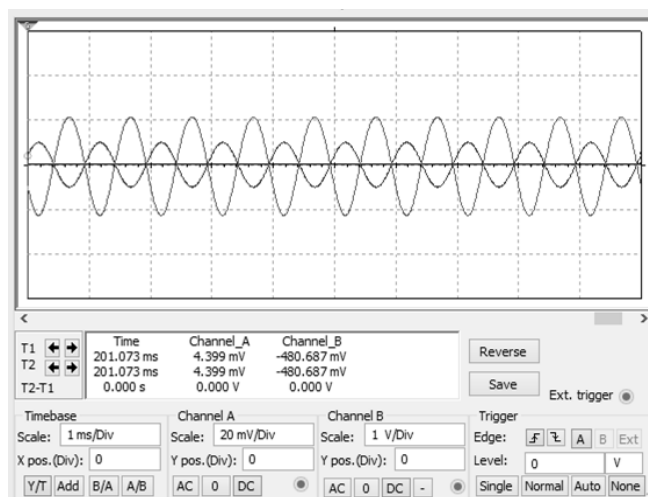 Time Channel_A Channel_B
T1 201.073 ms 4.399 mV -480.687 mV
T2 201.073 ms 4.399 mV -480.687 mV
T2-T1 0.000 s 0.000 V 0.000 V
Reverse
Save
Ext. trigger
Timebase
Scale: 1 ms/Div
X pos.(Div): 0
Y/T Add B/A A/B
Channel A
Scale: 20 mV/Div
Y pos.(Div): 0
AC 0 DC
Channel B
Scale: 1 V/Div
Y pos.(Div): 0
AC 0 DC -
Trigger
Edge: A B Ext
Level: 0 V
Single Normal Auto None